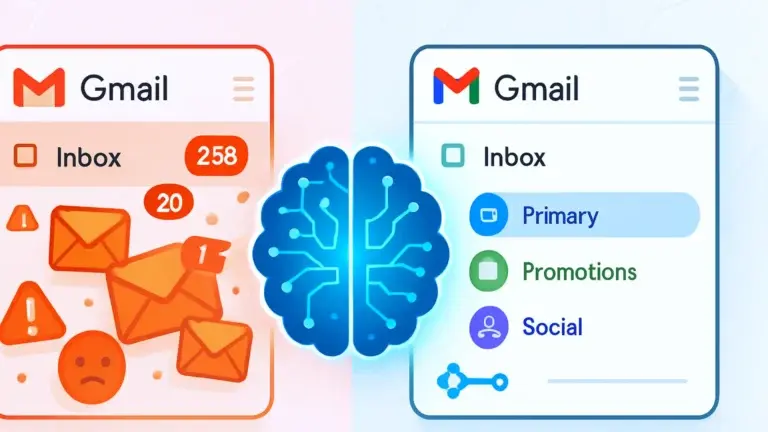 Gmail
Inbox 258
20
1
Gmail
Inbox
Primary
Promotions
Social